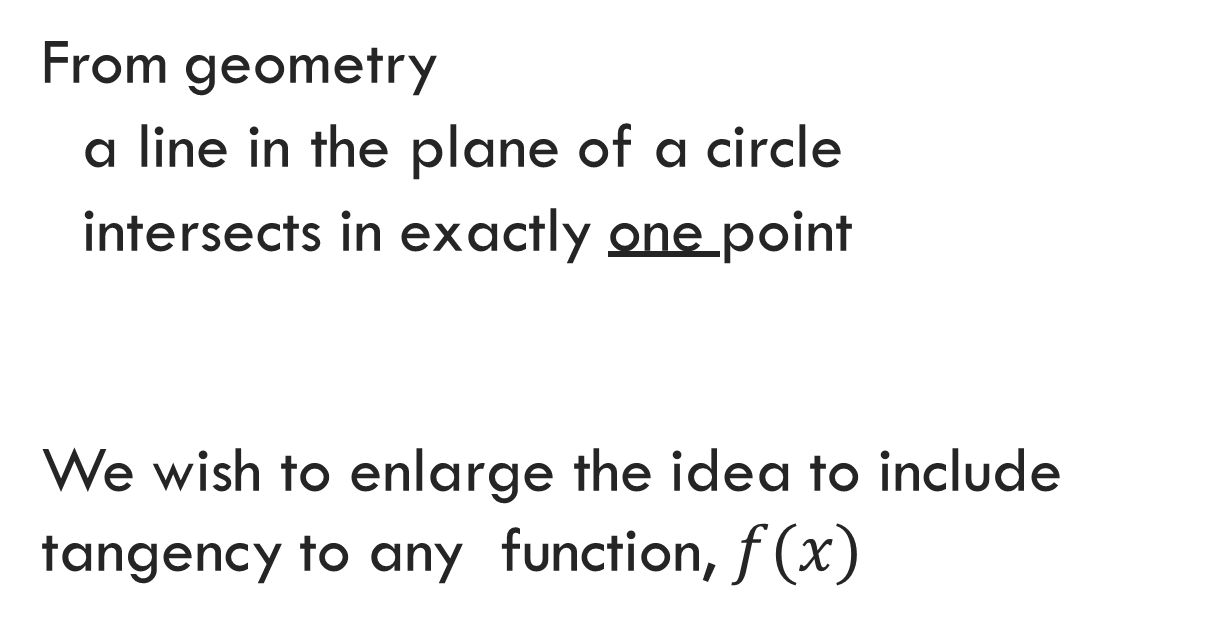 From geometry
a line in the plane of a circle
intersects in exactly one point
We wish to enlarge the idea to include
tangency to any function, f(x)